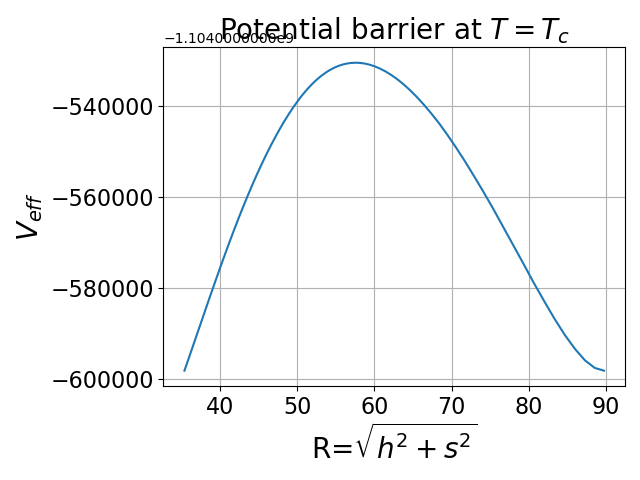 Potential barrier at $T = T_c$
−1.1040000000e9
−540000
−560000
−580000
−600000
$V_{eff}$
40 50 60 70 80 90
R=$\sqrt{h^2 + s^2}$